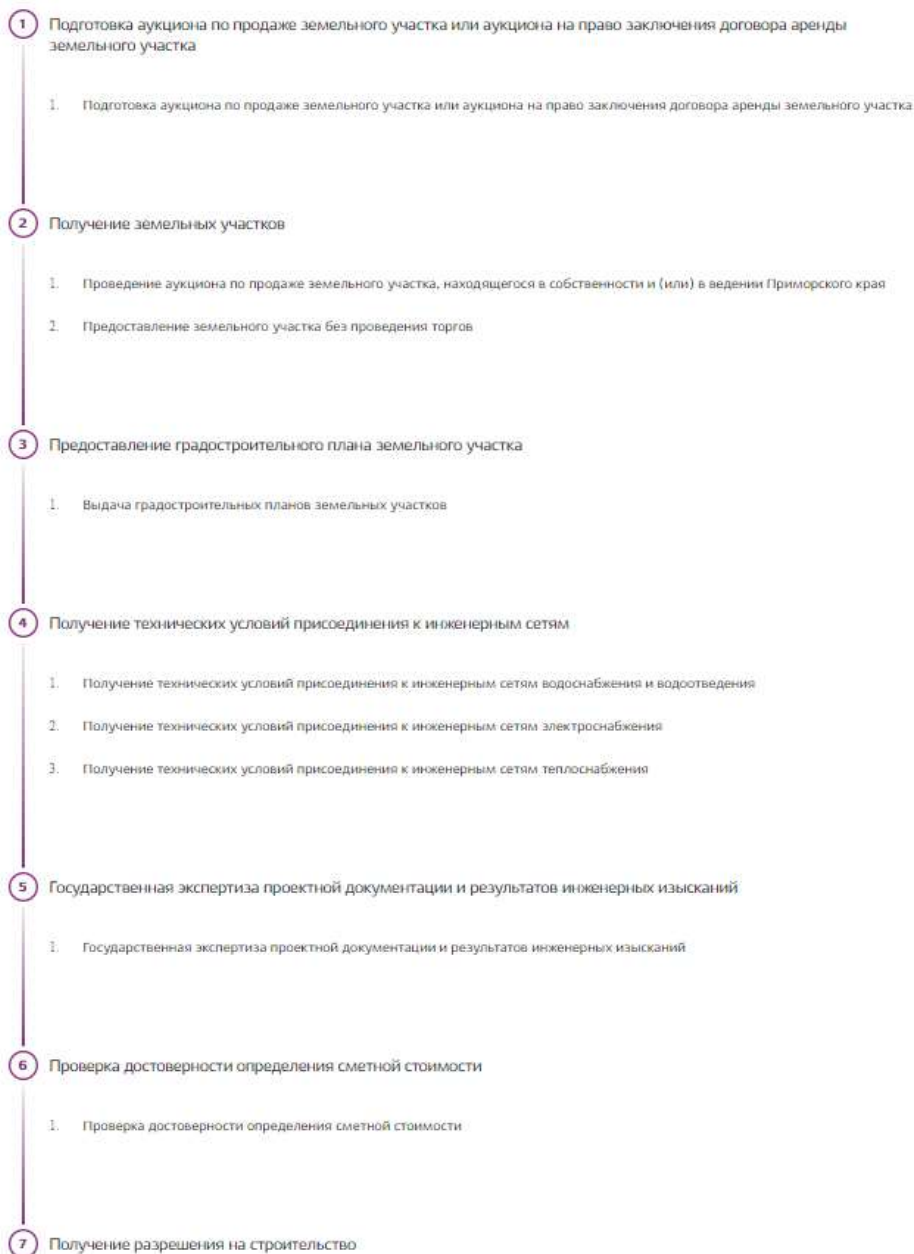 1 Подготовка аукциона по продаже земельного участка или аукциона на право заключения договора аренды
земельного участка
1. Подготовка аукциона по продаже земельного участка или аукциона на право заключения договора аренды земельного участка
2 Получение земельных участков
1. Проведение аукциона по продаже земельного участка, находящегося в собственности и (или) в ведении Приморского края
2. Предоставление земельного участка без проведения торгов
3 Предоставление градостроительного плана земельного участка
1. Выдача градостроительных планов земельных участков
4 Получение технических условий присоединения к инженерным сетям
1. Получение технических условий присоединения к инженерным сетям водоснабжения и водоотведения
2. Получение технических условий присоединения к инженерным сетям электроснабжения
3. Получение технических условий присоединения к инженерным сетям теплоснабжения
5 Государственная экспертиза проектной документации и результатов инженерных изысканий
1. Государственная экспертиза проектной документации и результатов инженерных изысканий
6 Проверка достоверности определения сметной стоимости
1. Проверка достоверности определения сметной стоимости
7 Получение разрешения на строительство